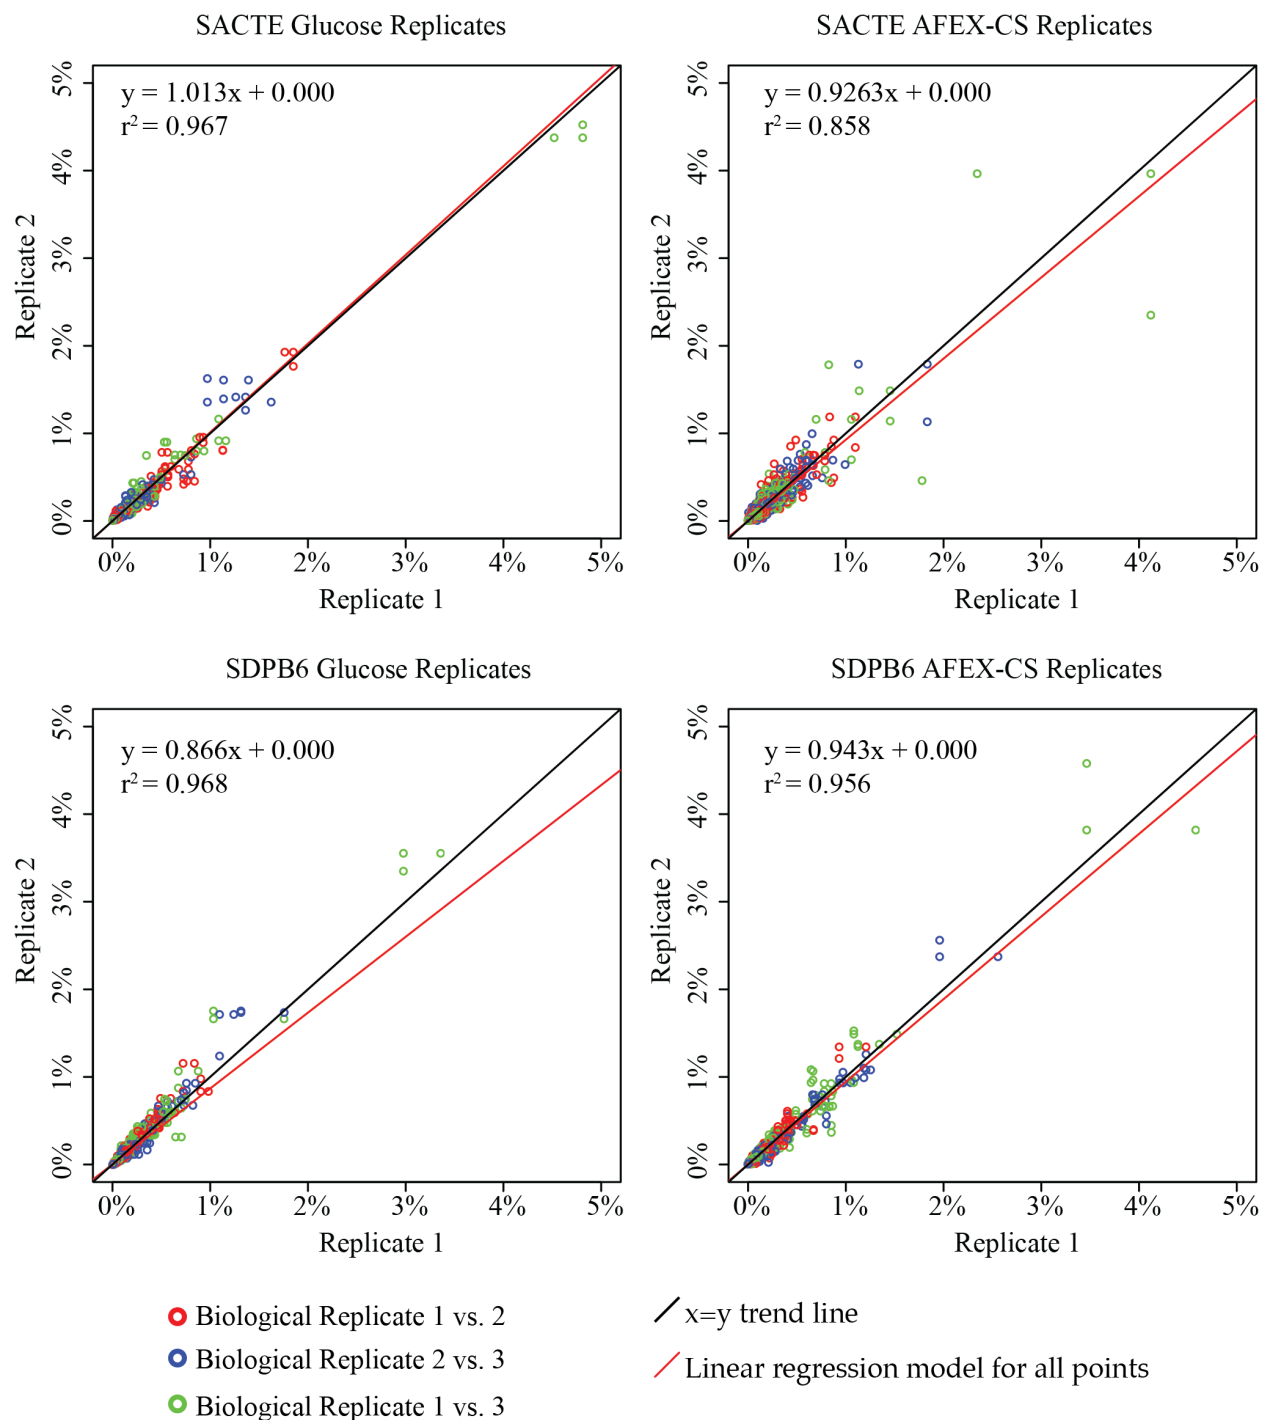 SACTE Glucose Replicates
y = 1.013x + 0.000
r² = 0.967
5%
4%
3%
2%
1%
0%
Replicate 2
0% 1% 2% 3% 4% 5%
Replicate 1
SACTE AFEX-CS Replicates
y = 0.9263x + 0.000
r² = 0.858
5%
4%
3%
2%
1%
0%
Replicate 2
0% 1% 2% 3% 4% 5%
Replicate 1
SDPB6 Glucose Replicates
y = 0.866x + 0.000
r² = 0.968
5%
4%
3%
2%
1%
0%
Replicate 2
0% 1% 2% 3% 4% 5%
Replicate 1
SDPB6 AFEX-CS Replicates
y = 0.943x + 0.000
r² = 0.956
5%
4%
3%
2%
1%
0%
Replicate 2
0% 1% 2% 3% 4% 5%
Replicate 1
Biological Replicate 1 vs. 2
Biological Replicate 2 vs. 3
Biological Replicate 1 vs. 3
x=y trend line
Linear regression model for all points